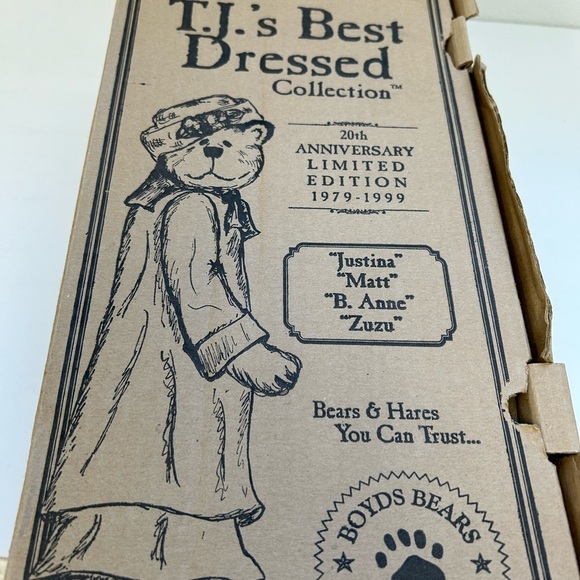 T.J.'s Best
Dressed
Collection™
20th
ANNIVERSARY
LIMITED
EDITION
1979-1999
"Justina"
"Matt"
"B. Anne"
"Zuzu"
Bears & Hares
You Can Trust...
BOYDS BEARS